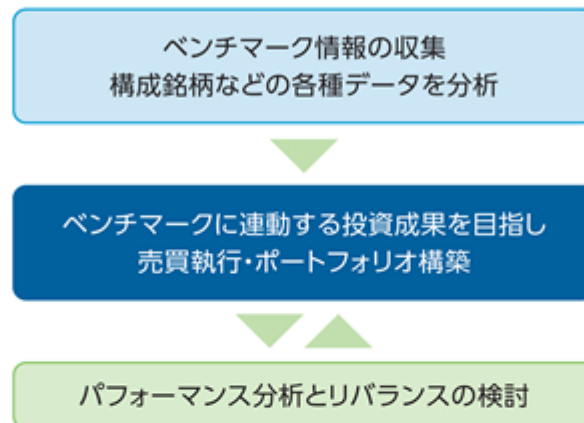 ベンチマーク情報の収集
構成銘柄などの各種データを分析
ベンチマークに連動する投資成果を目指し
売買執行・ポートフォリオ構築
パフォーマンス分析とリバランスの検討